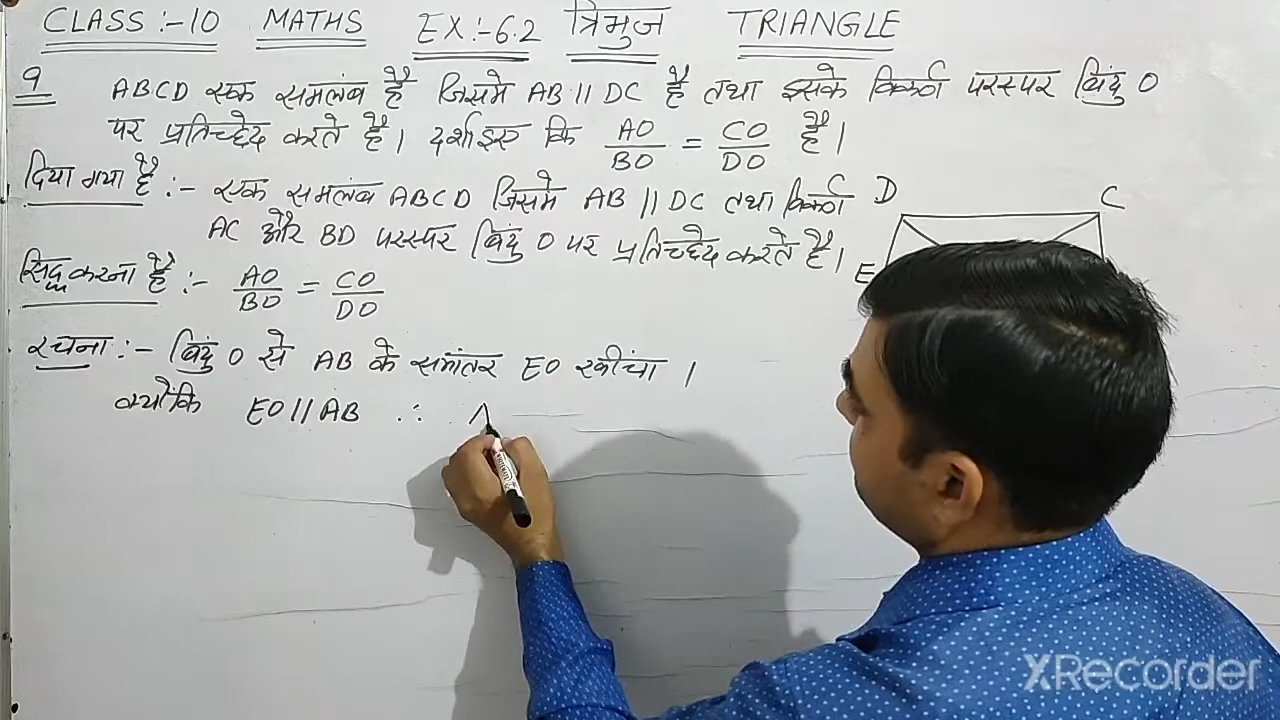 CLASS :- 10 MATHS EX :- 6.2 त्रिभुज TRIANGLE
9 ABCD एक समलंब है जिसमे AB || DC है तथा इसके विकर्ण परस्पर बिंदु O
पर प्रतिच्छेद करते है। दर्शाइए कि AO/BO = CO/DO है।
दिया गया है :- एक समलंब ABCD जिसमे AB || DC तथा विकर्ण
AC और BD परस्पर बिंदु O पर प्रतिच्छेद करते है।
सिद्ध करना है :- AO/BO = CO/DO
रचना :- बिंदु O से AB के समांतर EO खींचा ।
क्योंकि EO || AB ∴
D C
E
XRecorder